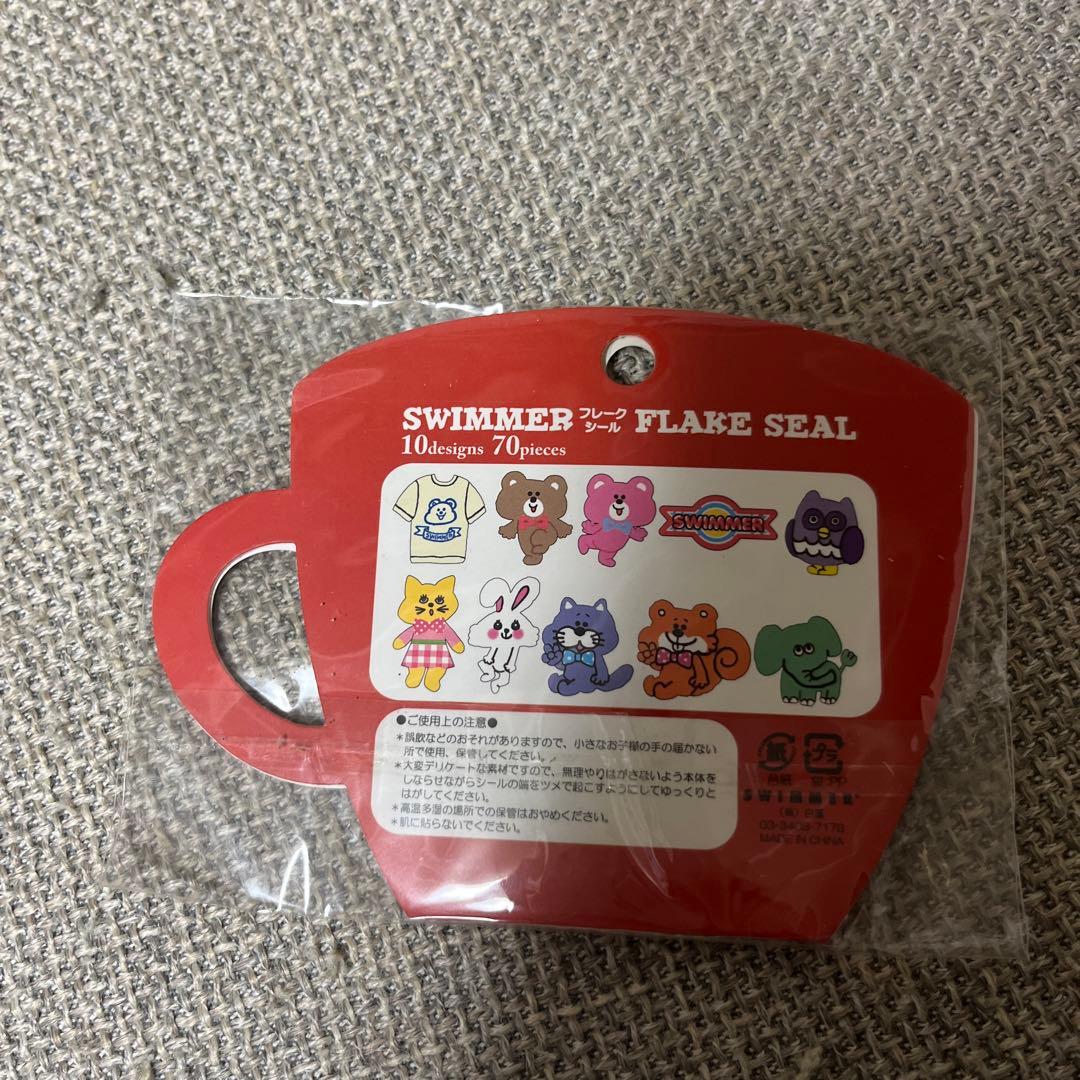 SWIMMER フレーク シール FLAKE SEAL
10designs 70pieces
SWIMMER
SWIMMER
●ご使用上の注意●
*誤飲などのおそれがありますので、小さなお子様の手の届かない
所で使用、保管してください。
*大変デリケートな素材ですので、無理やりはがさないよう本体を
しならせながらシールの端をツメで起こすようにしてゆっくりと
はがしてください。
*高温多湿の場所での保管はおやめください。
*肌に貼らないでください。
紙 プラ
台紙 袋:PP
SWIMMER
03-3408-7178
MADE IN CHINA